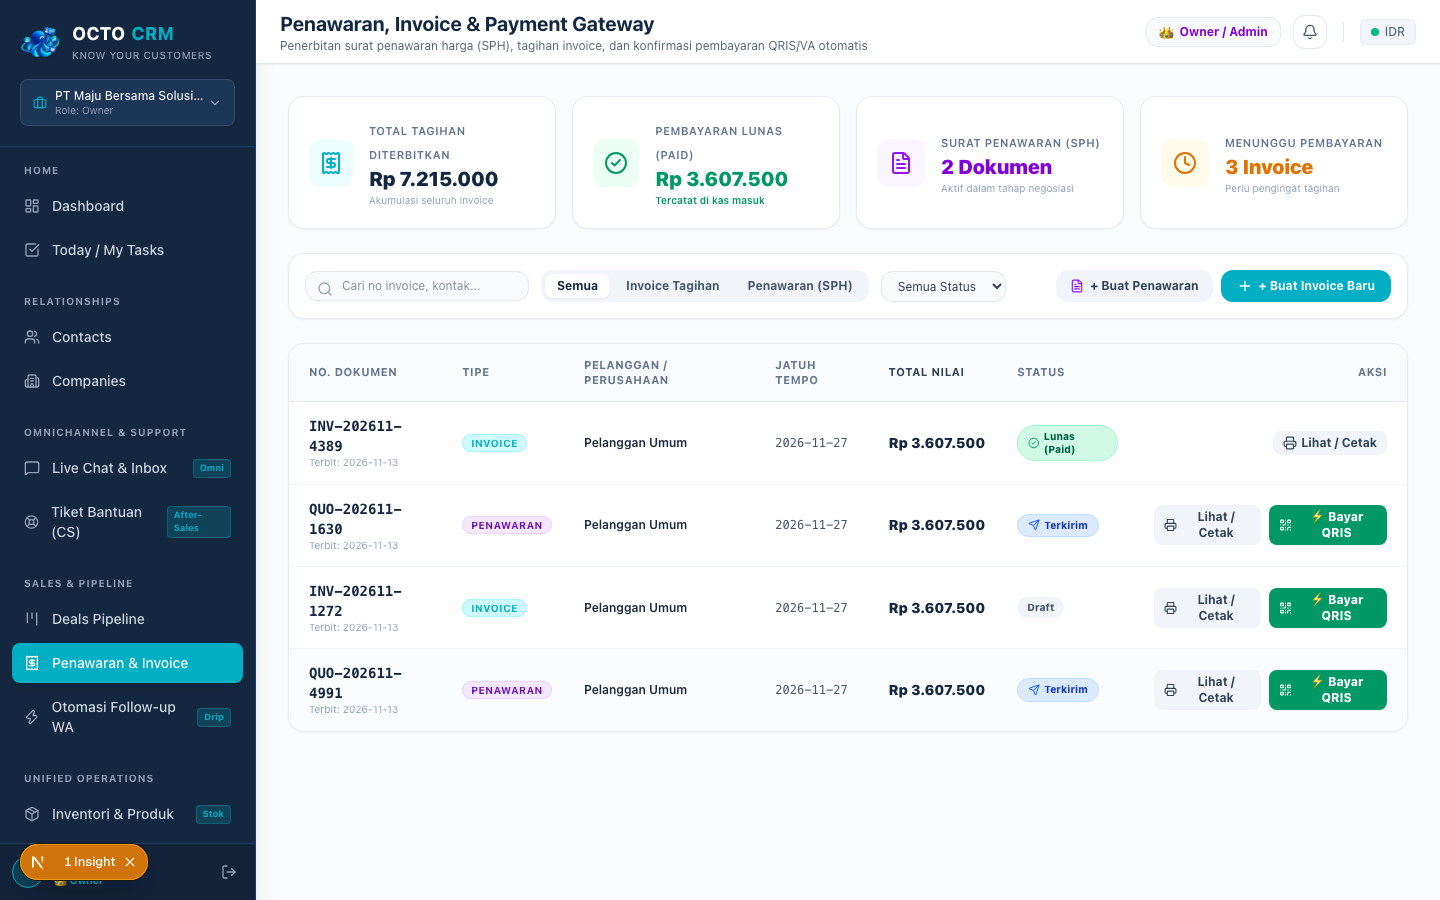 OCTO CRM
KNOW YOUR CUSTOMERS
PT Maju Bersama Solusi...
Role: Owner
HOME
Dashboard
Today / My Tasks
RELATIONSHIPS
Contacts
Companies
OMNICHANNEL & SUPPORT
Live Chat & Inbox
Omni
Tiket Bantuan
(CS)
After-
Sales
SALES & PIPELINE
Deals Pipeline
Penawaran & Invoice
Otomasi Follow-up
WA
Drip
UNIFIED OPERATIONS
Inventori & Produk
Stok
1 Insight
Owner
Penawaran, Invoice & Payment Gateway
Penerbitan surat penawaran harga (SPH), tagihan invoice, dan konfirmasi pembayaran QRIS/VA otomatis
Owner / Admin
IDR
TOTAL TAGIHAN
DITERBITKAN
Rp 7.215.000
Akumulasi seluruh invoice
PEMBAYARAN LUNAS
(PAID)
Rp 3.607.500
Tercatat di kas masuk
SURAT PENAWARAN (SPH)
2 Dokumen
Aktif dalam tahap negosiasi
MENUNGGU PEMBAYARAN
3 Invoice
Perlu pengingat tagihan
Cari no invoice, kontak...
Semua
Invoice Tagihan
Penawaran (SPH)
Semua Status
+ Buat Penawaran
+ Buat Invoice Baru
NO. DOKUMEN
TIPE
PELANGGAN /
PERUSAHAAN
JATUH
TEMPO
TOTAL NILAI
STATUS
AKSI
INV-202611-
4389
Terbit: 2026-11-13
INVOICE
Pelanggan Umum
2026-11-27
Rp 3.607.500
Lunas
(Paid)
Lihat / Cetak
QUO-202611-
1630
Terbit: 2026-11-13
PENAWARAN
Pelanggan Umum
2026-11-27
Rp 3.607.500
Terkirim
Lihat /
Cetak
⚡ Bayar
QRIS
INV-202611-
1272
Terbit: 2026-11-13
INVOICE
Pelanggan Umum
2026-11-27
Rp 3.607.500
Draft
Lihat /
Cetak
⚡ Bayar
QRIS
QUO-202611-
4991
Terbit: 2026-11-13
PENAWARAN
Pelanggan Umum
2026-11-27
Rp 3.607.500
Terkirim
Lihat /
Cetak
⚡ Bayar
QRIS